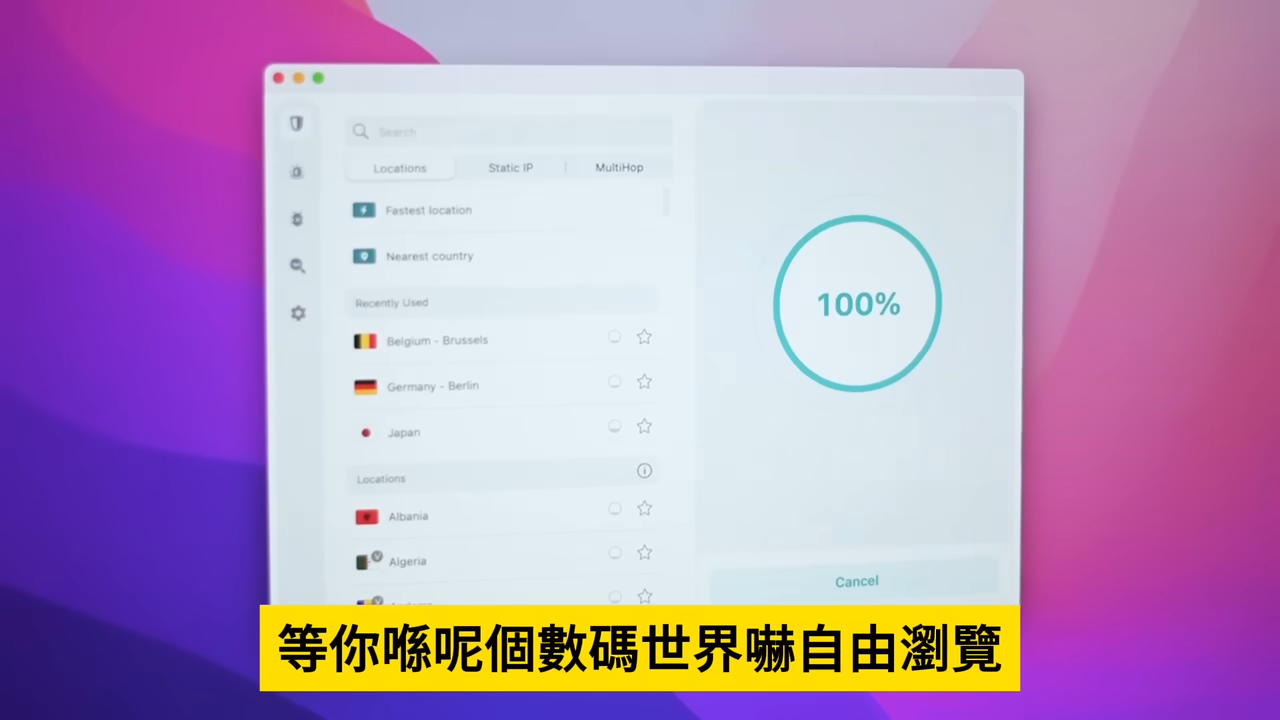 Search
Locations
Static IP
MultiHop
Fastest location
Nearest country
Recently Used
Belgium - Brussels
Germany - Berlin
Japan
Locations
Albania
Algeria
100%
Cancel
等你喺呢個數碼世界嚇自由瀏覽